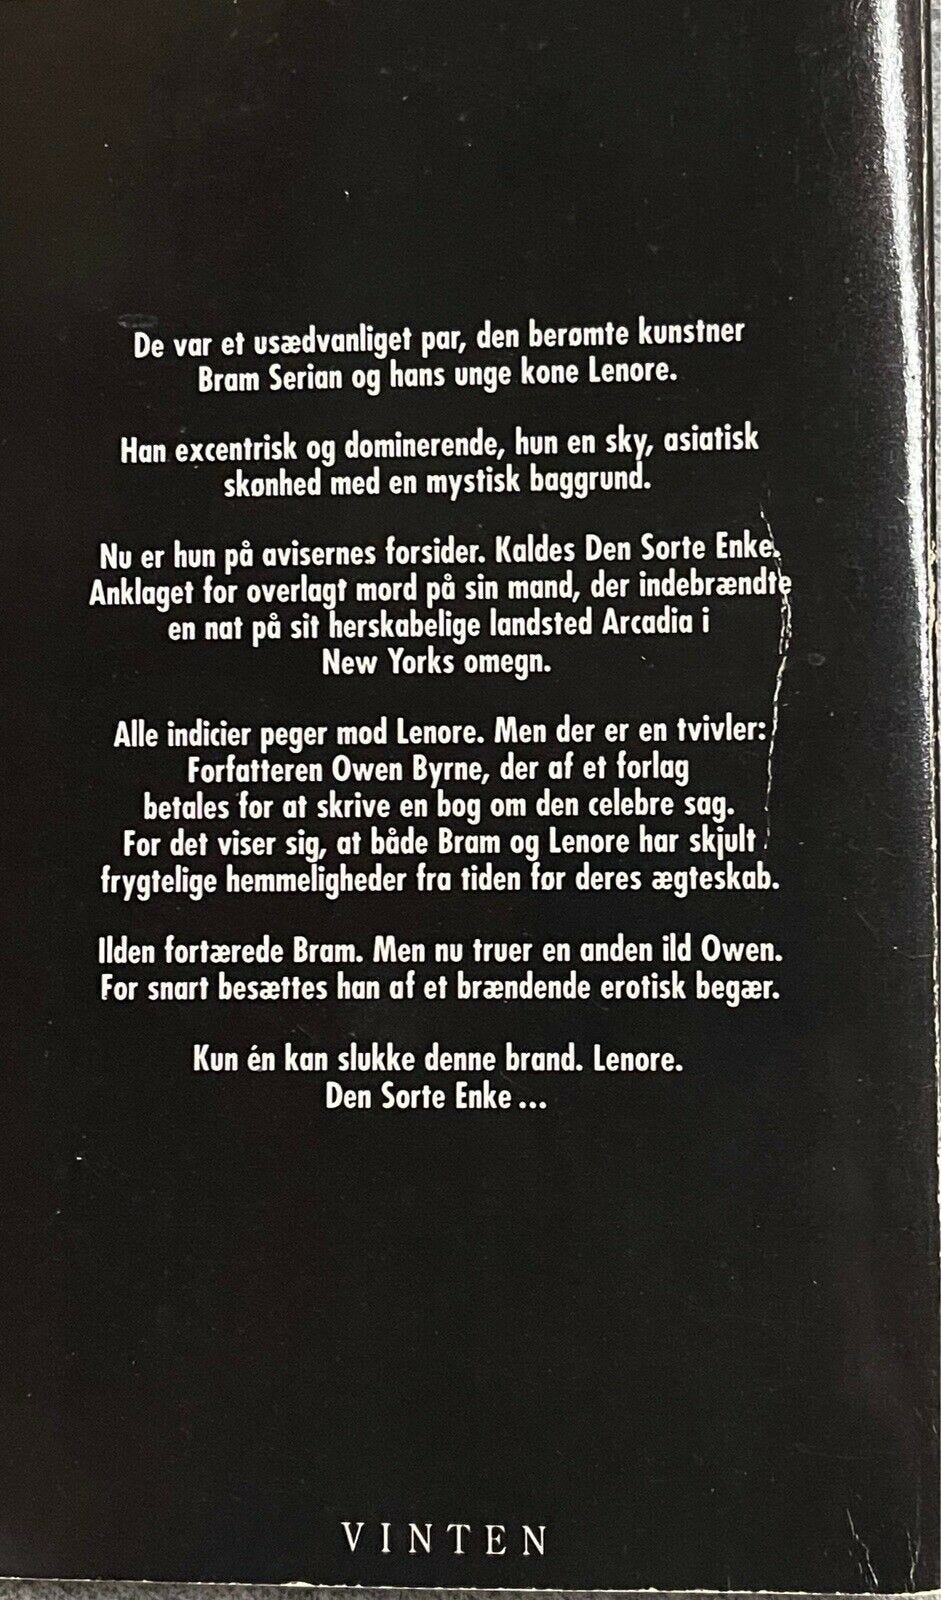 De var et usædvanliget par, den berømte kunstner
Bram Serian og hans unge kone Lenore.
Han excentrisk og dominerende, hun en sky, asiatisk
skønhed med en mystisk baggrund.
Nu er hun på avisernes forsider. Kaldes Den Sorte Enke.
Anklaget for overlagt mord på sin mand, der indebrændte
en nat på sit herskabelige landsted Arcadia i
New Yorks omegn.
Alle indicier peger mod Lenore. Men der er en tvivler:
Forfatteren Owen Byrne, der af et forlag
betales for at skrive en bog om den celebre sag.
For det viser sig, at både Bram og Lenore har skjult
frygtelige hemmeligheder fra tiden før deres ægteskab.
Ilden fortærede Bram. Men nu truer en anden ild Owen.
For snart besættes han af et brændende erotisk begær.
Kun én kan slukke denne brand. Lenore.
Den Sorte Enke ...
VINTEN